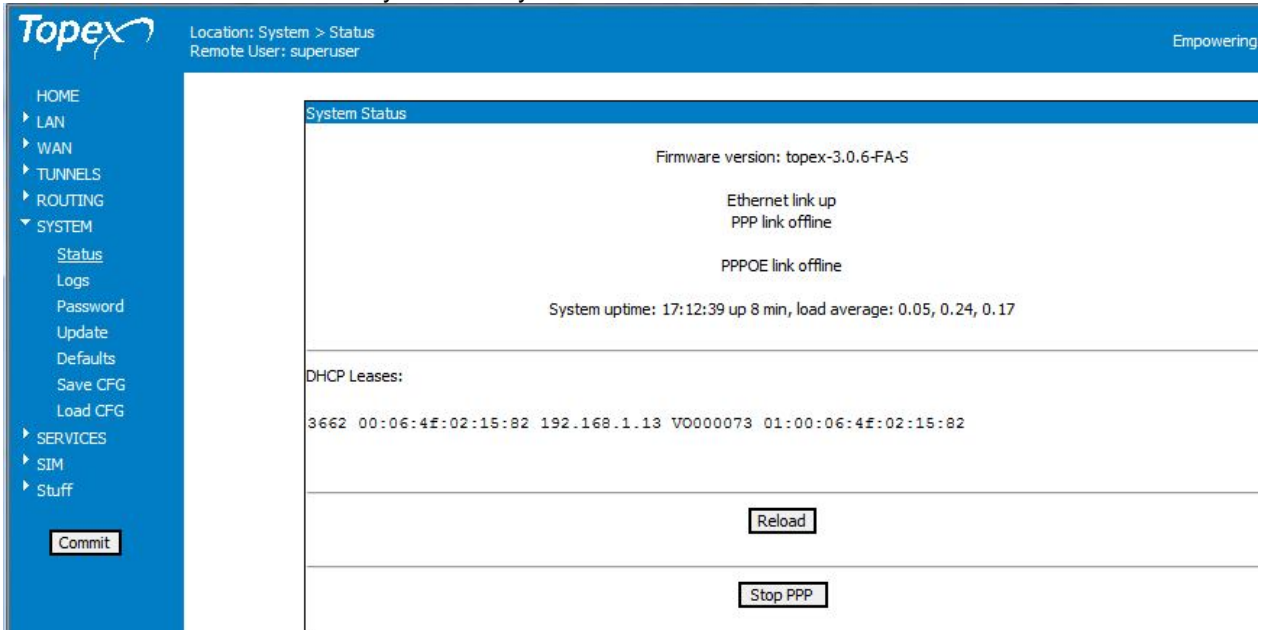 Topex
Location: System > Status
Remote User: superuser
Empowering
HOME
LAN
WAN
TUNNELS
ROUTING
SYSTEM
Status
Logs
Password
Update
Defaults
Save CFG
Load CFG
SERVICES
SIM
Stuff
Commit
System Status
Firmware version: topex-3.0.6-FA-S
Ethernet link up
PPP link offline
PPPOE link offline
System uptime: 17:12:39 up 8 min, load average: 0.05, 0.24, 0.17
DHCP Leases:
3662 00:06:4f:02:15:82 192.168.1.13 VO000073 01:00:06:4f:02:15:82
Reload
Stop PPP